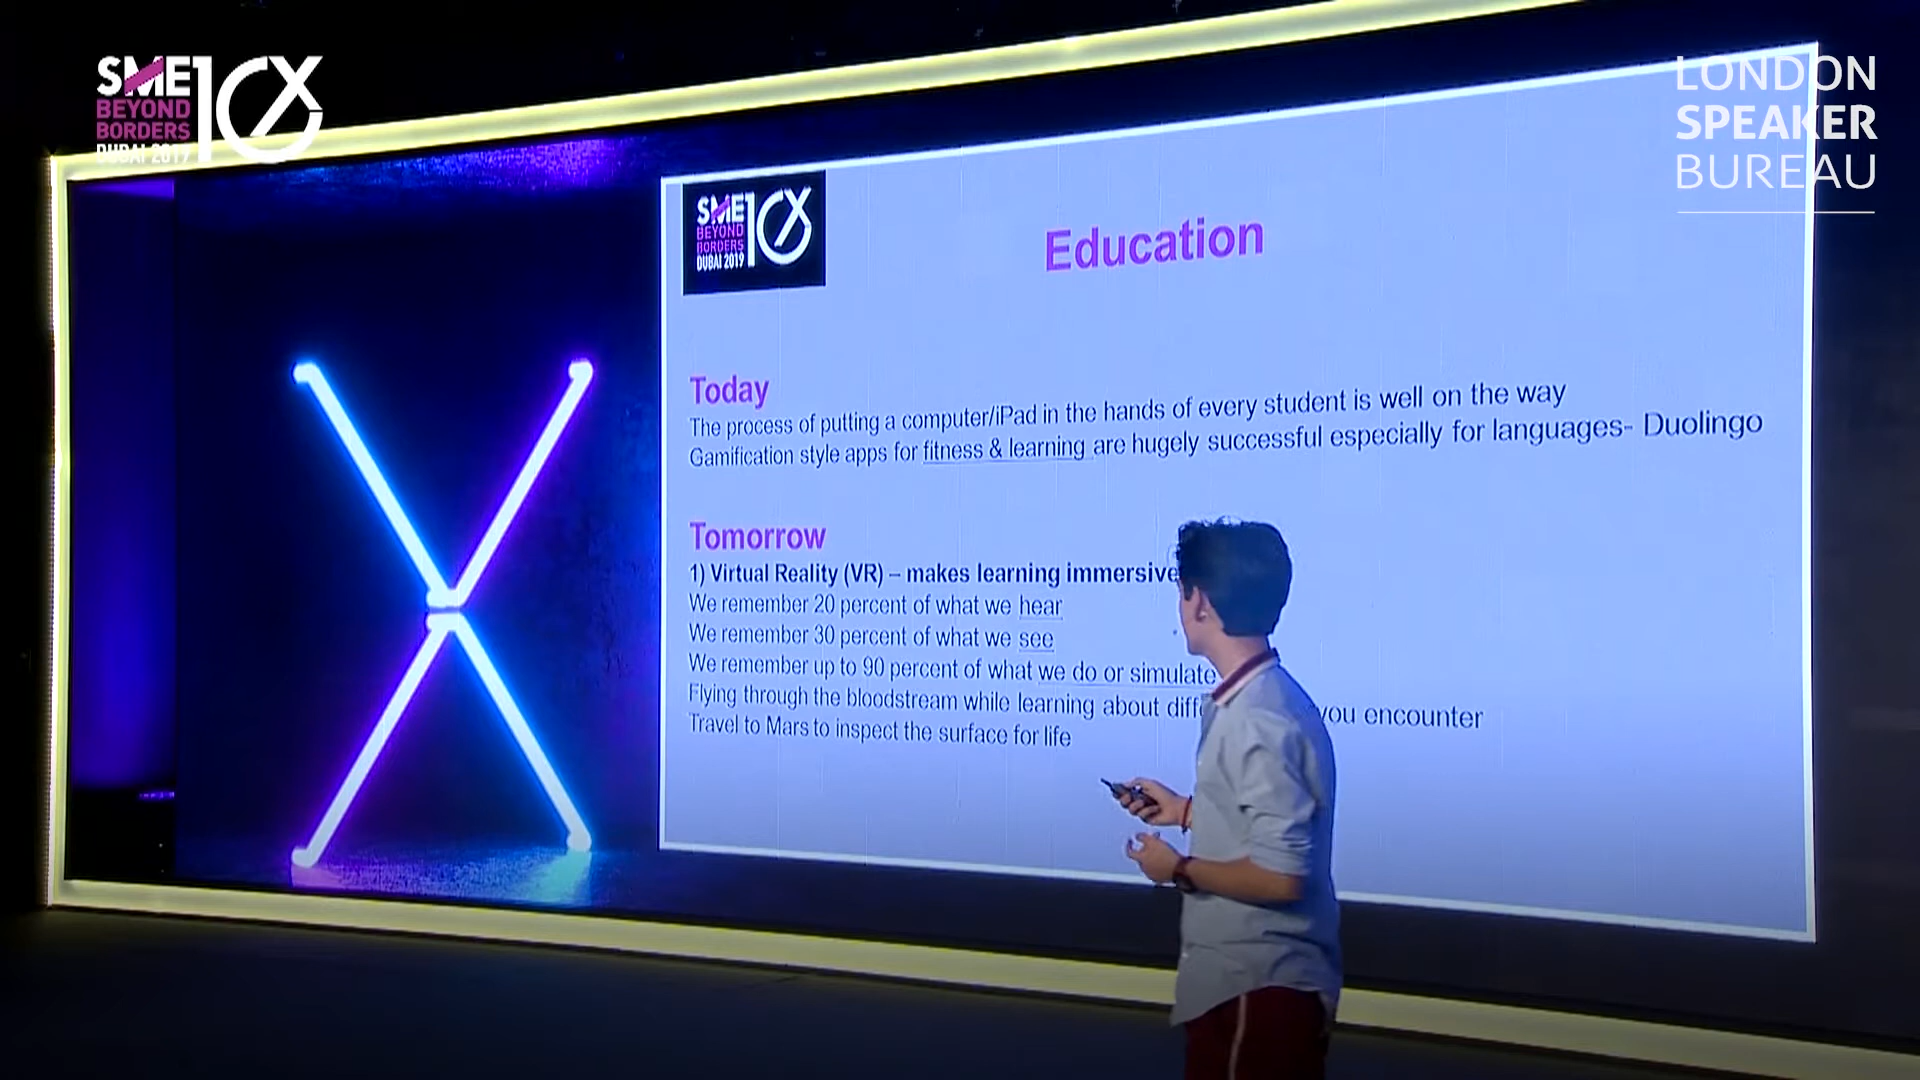 SME
BEYOND
BORDERS
DUBAI 2019
10X
LONDON
SPEAKER
BUREAU
SME
BEYOND
BORDERS
DUBAI 2019
10X
Education
Today
The process of putting a computer/iPad in the hands of every student is well on the way
Gamification style apps for fitness & learning are hugely successful especially for languages- Duolingo
Tomorrow
1) Virtual Reality (VR) – makes learning immersive
We remember 20 percent of what we hear
We remember 30 percent of what we see
We remember up to 90 percent of what we do or simulate
Flying through the bloodstream while learning about you encounter
Travel to Mars to inspect the surface for life